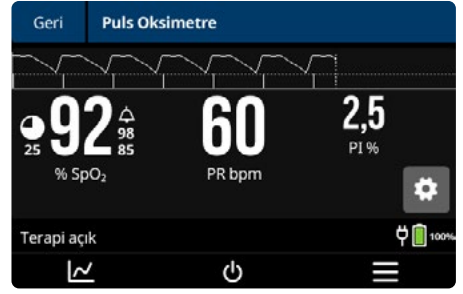 Geri
Puls Oksimetre
25
92
98
85
% SpO₂
60
PR bpm
2,5
PI %
Terapi açık
100%